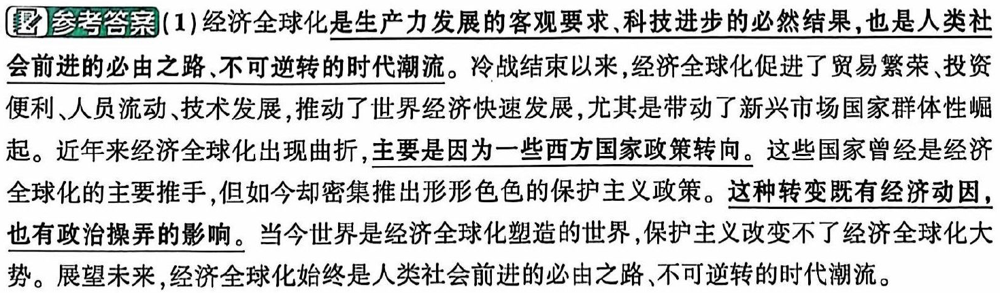 参考答案(1)经济全球化是生产力发展的客观要求、科技进步的必然结果,也是人类社
会前进的必由之路、不可逆转的时代潮流。冷战结束以来,经济全球化促进了贸易繁荣、投资
便利、人员流动、技术发展,推动了世界经济快速发展,尤其是带动了新兴市场国家群体性崛
起。近年来经济全球化出现曲折,主要是因为一些西方国家政策转向。这些国家曾经是经济
全球化的主要推手,但如今却密集推出形形色色的保护主义政策。这种转变既有经济动因,
也有政治操弄的影响。当今世界是经济全球化塑造的世界,保护主义改变不了经济全球化大
势。展望未来,经济全球化始终是人类社会前进的必由之路、不可逆转的时代潮流。